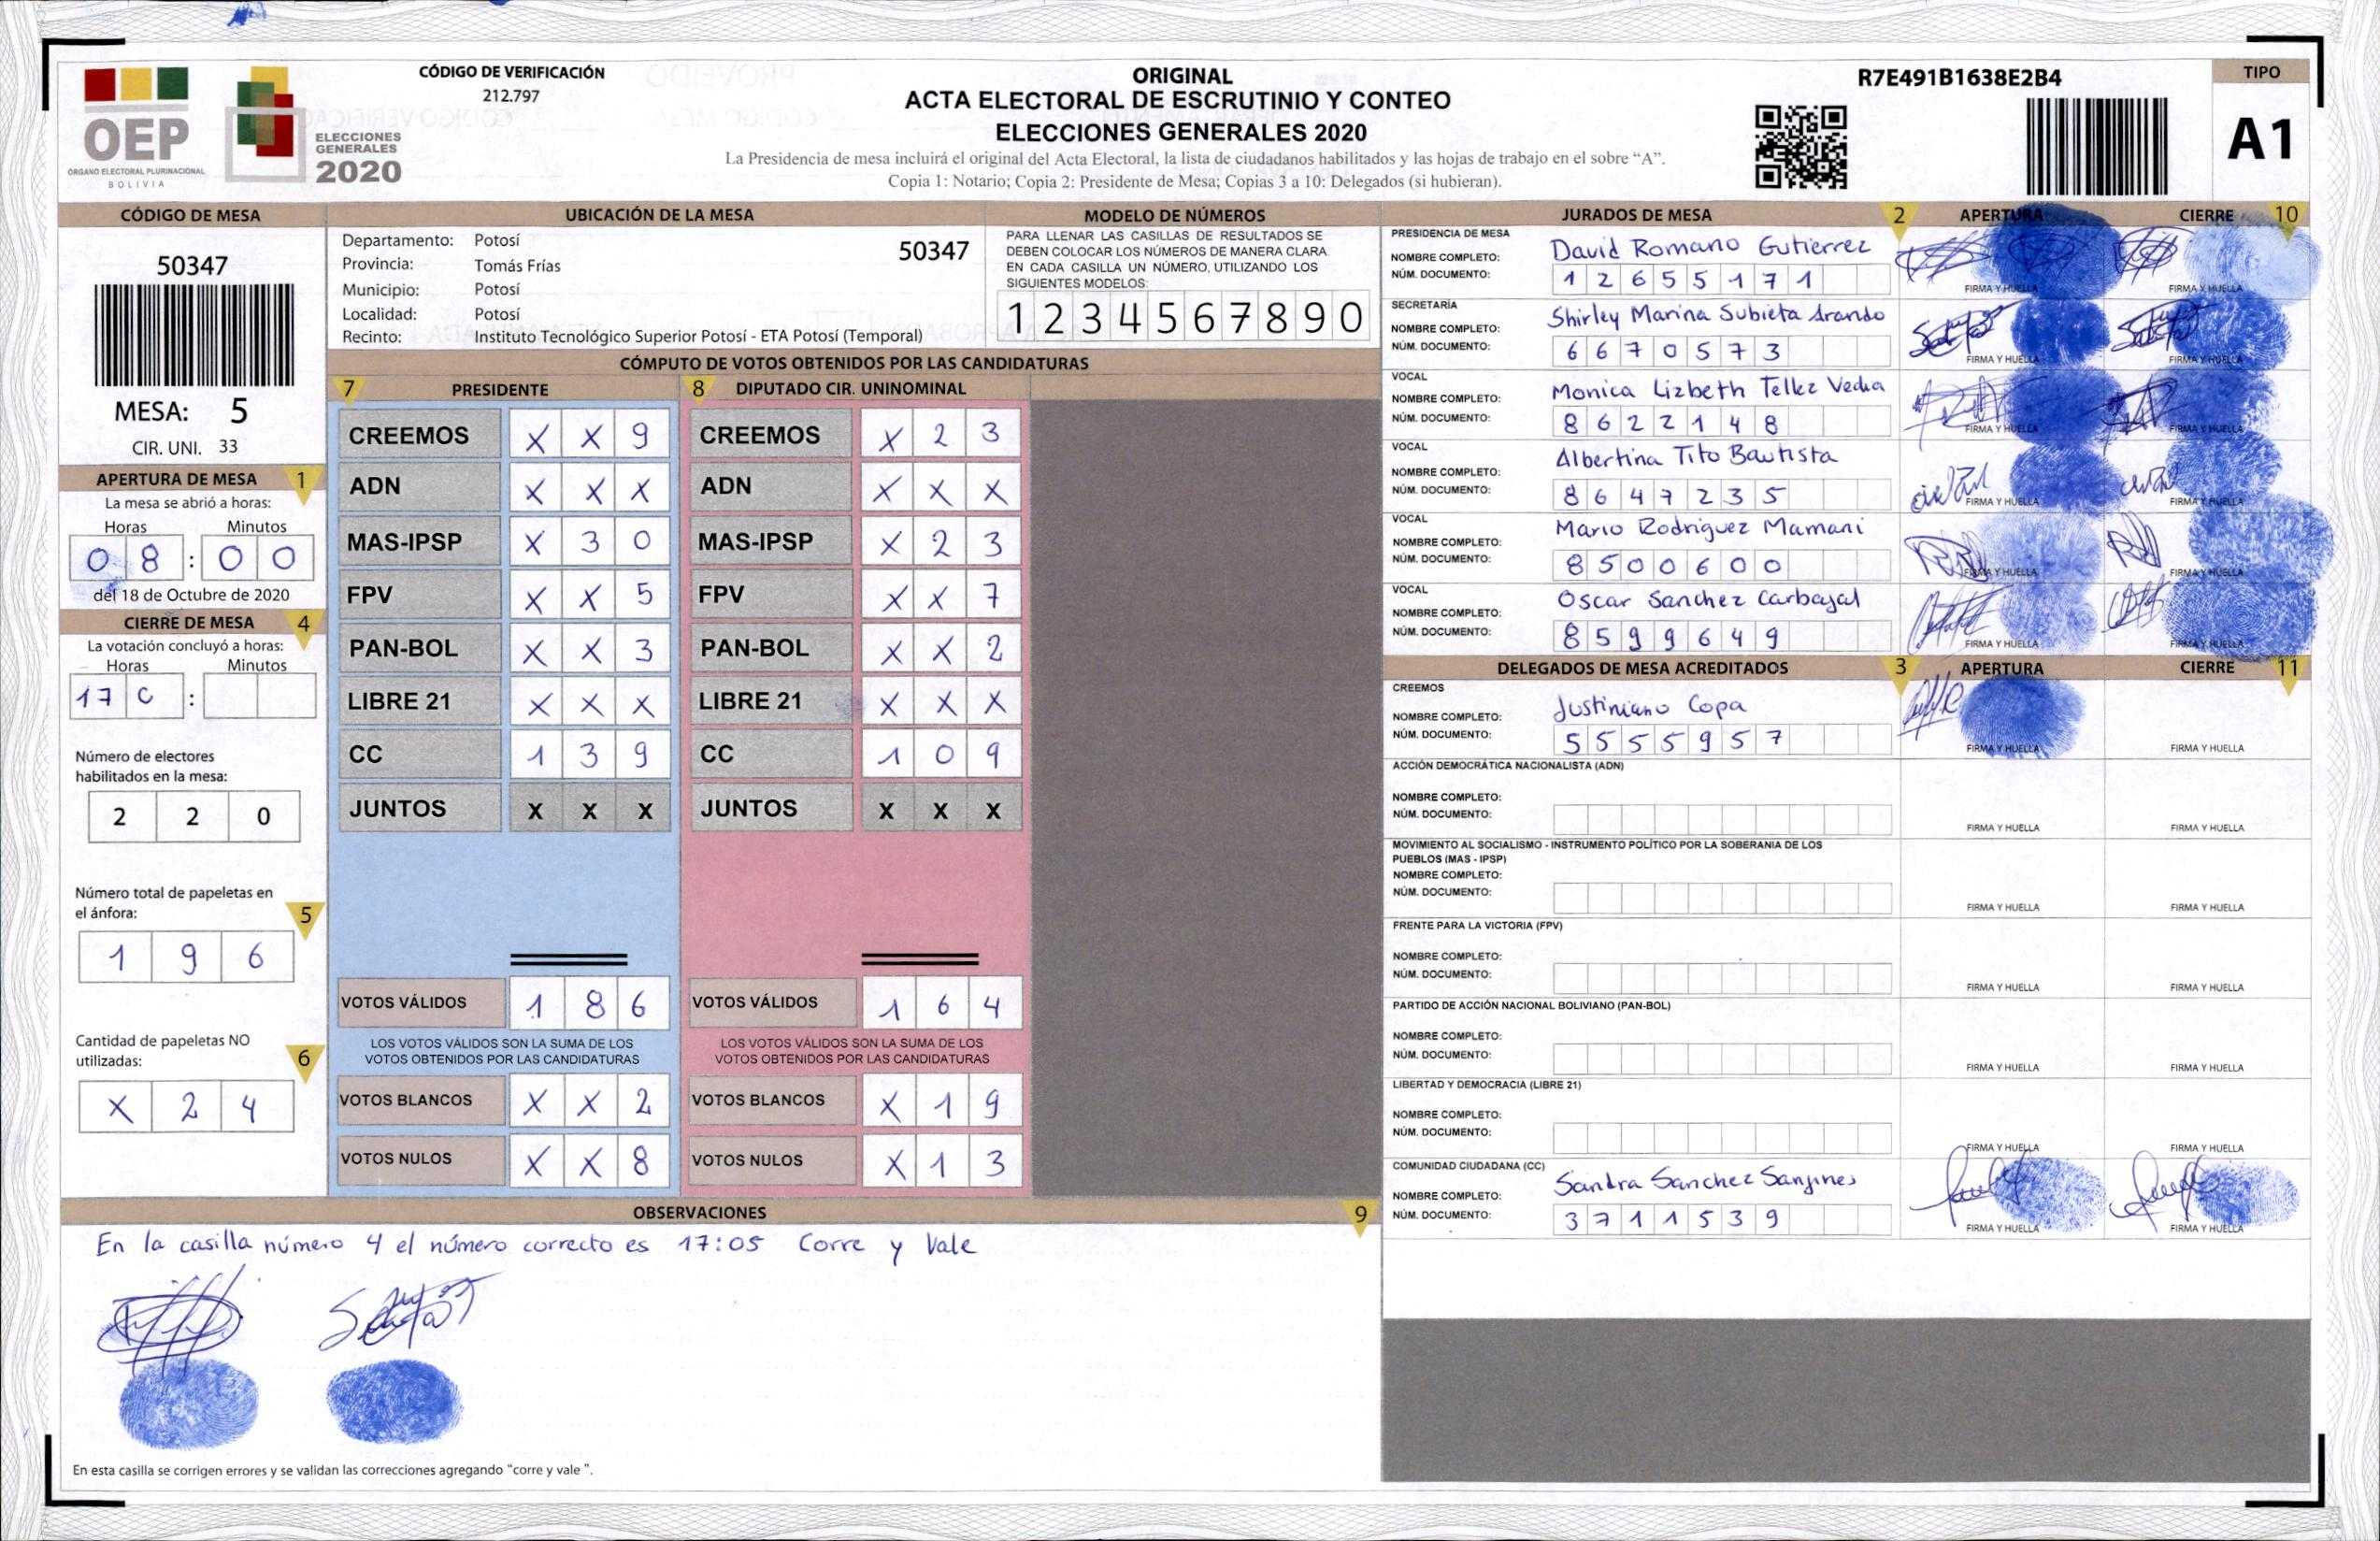 OEP
ÓRGANO ELECTORAL PLURINACIONAL
BOLIVIA
ELECCIONES
GENERALES
2020
CÓDIGO DE VERIFICACIÓN
212.797
ORIGINAL
ACTA ELECTORAL DE ESCRUTINIO Y CONTEO
ELECCIONES GENERALES 2020
La Presidencia de mesa incluirá el original del Acta Electoral, la lista de ciudadanos habilitados y las hojas de trabajo en el sobre “A”.
Copia 1: Notario; Copia 2: Presidente de Mesa; Copias 3 a 10: Delegados (si hubieran).
R7E491B1638E2B4
TIPO
A1
CÓDIGO DE MESA
50347
MESA: 5
CIR. UNI. 33
APERTURA DE MESA 1
La mesa se abrió a horas:
Horas Minutos
0 8 : 0 0
del 18 de Octubre de 2020
CIERRE DE MESA 4
La votación concluyó a horas:
Horas Minutos
17 C :
Número de electores
habilitados en la mesa:
2 2 0
Número total de papeletas en
el ánfora: 5
1 9 6
Cantidad de papeletas NO
utilizadas: 6
X 2 4
UBICACIÓN DE LA MESA
Departamento: Potosí 50347
Provincia: Tomás Frías
Municipio: Potosí
Localidad: Potosí
Recinto: Instituto Tecnológico Superior Potosí - ETA Potosí (Temporal)
MODELO DE NÚMEROS
PARA LLENAR LAS CASILLAS DE RESULTADOS SE
DEBEN COLOCAR LOS NÚMEROS DE MANERA CLARA.
EN CADA CASILLA UN NÚMERO, UTILIZANDO LOS
SIGUIENTES MODELOS:
1 2 3 4 5 6 7 8 9 0
CÓMPUTO DE VOTOS OBTENIDOS POR LAS CANDIDATURAS
7 PRESIDENTE 8 DIPUTADO CIR. UNINOMINAL
CREEMOS X X 9 CREEMOS X 2 3
ADN X X X ADN X X X
MAS-IPSP X 3 0 MAS-IPSP X 2 3
FPV X X 5 FPV X X 7
PAN-BOL X X 3 PAN-BOL X X 2
LIBRE 21 X X X LIBRE 21 X X X
CC 1 3 9 CC 1 0 9
JUNTOS X X X JUNTOS X X X
VOTOS VÁLIDOS 1 8 6 VOTOS VÁLIDOS 1 6 4
LOS VOTOS VÁLIDOS SON LA SUMA DE LOS LOS VOTOS VÁLIDOS SON LA SUMA DE LOS
VOTOS OBTENIDOS POR LAS CANDIDATURAS VOTOS OBTENIDOS POR LAS CANDIDATURAS
VOTOS BLANCOS X X 2 VOTOS BLANCOS X 1 9
VOTOS NULOS X X 8 VOTOS NULOS X 1 3
OBSERVACIONES 9
En la casilla número 4 el número correcto es 17:05 Corre y Vale
En esta casilla se corrigen errores y se validan las correcciones agregando “corre y vale ”.
JURADOS DE MESA 2 APERTURA CIERRE 10
PRESIDENCIA DE MESA
NOMBRE COMPLETO: David Romano Gutierrez
NÚM. DOCUMENTO: 1 2 6 5 5 1 7 1
FIRMA Y HUELLA FIRMA Y HUELLA
SECRETARÍA
NOMBRE COMPLETO: Shirley Marina Subieta Arando
NÚM. DOCUMENTO: 6 6 7 0 5 7 3
FIRMA Y HUELLA FIRMA Y HUELLA
VOCAL
NOMBRE COMPLETO: Monica Lizbeth Tellez Vedia
NÚM. DOCUMENTO: 8 6 2 2 1 4 8
FIRMA Y HUELLA FIRMA Y HUELLA
VOCAL
NOMBRE COMPLETO: Albertina Tito Bautista
NÚM. DOCUMENTO: 8 6 4 7 2 3 5
FIRMA Y HUELLA FIRMA Y HUELLA
VOCAL
NOMBRE COMPLETO: Mario Rodriguez Mamani
NÚM. DOCUMENTO: 8 5 0 0 6 0 0
FIRMA Y HUELLA FIRMA Y HUELLA
VOCAL
NOMBRE COMPLETO: Oscar Sanchez Carbajal
NÚM. DOCUMENTO: 8 5 9 9 6 4 9
FIRMA Y HUELLA FIRMA Y HUELLA
DELEGADOS DE MESA ACREDITADOS 3 APERTURA CIERRE 11
CREEMOS
NOMBRE COMPLETO: Justiniano Copa
NÚM. DOCUMENTO: 5 5 5 5 9 5 7
FIRMA Y HUELLA FIRMA Y HUELLA
ACCIÓN DEMOCRÁTICA NACIONALISTA (ADN)
NOMBRE COMPLETO:
NÚM. DOCUMENTO:
FIRMA Y HUELLA FIRMA Y HUELLA
MOVIMIENTO AL SOCIALISMO - INSTRUMENTO POLÍTICO POR LA SOBERANIA DE LOS
PUEBLOS (MAS - IPSP)
NOMBRE COMPLETO:
NÚM. DOCUMENTO:
FIRMA Y HUELLA FIRMA Y HUELLA
FRENTE PARA LA VICTORIA (FPV)
NOMBRE COMPLETO:
NÚM. DOCUMENTO:
FIRMA Y HUELLA FIRMA Y HUELLA
PARTIDO DE ACCIÓN NACIONAL BOLIVIANO (PAN-BOL)
NOMBRE COMPLETO:
NÚM. DOCUMENTO:
FIRMA Y HUELLA FIRMA Y HUELLA
LIBERTAD Y DEMOCRACIA (LIBRE 21)
NOMBRE COMPLETO:
NÚM. DOCUMENTO:
FIRMA Y HUELLA FIRMA Y HUELLA
COMUNIDAD CIUDADANA (CC)
NOMBRE COMPLETO: Sandra Sanchez Sanjines
NÚM. DOCUMENTO: 3 7 1 1 5 3 9
FIRMA Y HUELLA FIRMA Y HUELLA